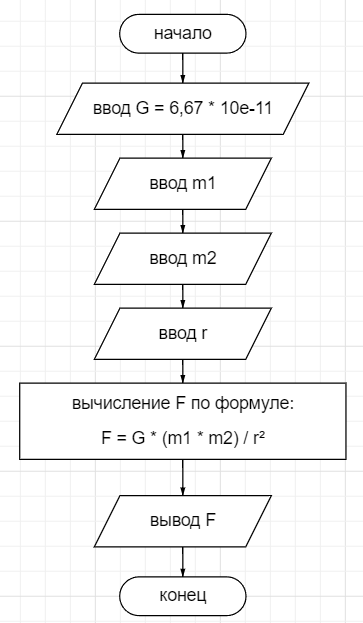 начало
ввод G = 6,67 * 10e-11
ввод m1
ввод m2
ввод r
вычисление F по формуле:
F = G * (m1 * m2) / r²
вывод F
конец